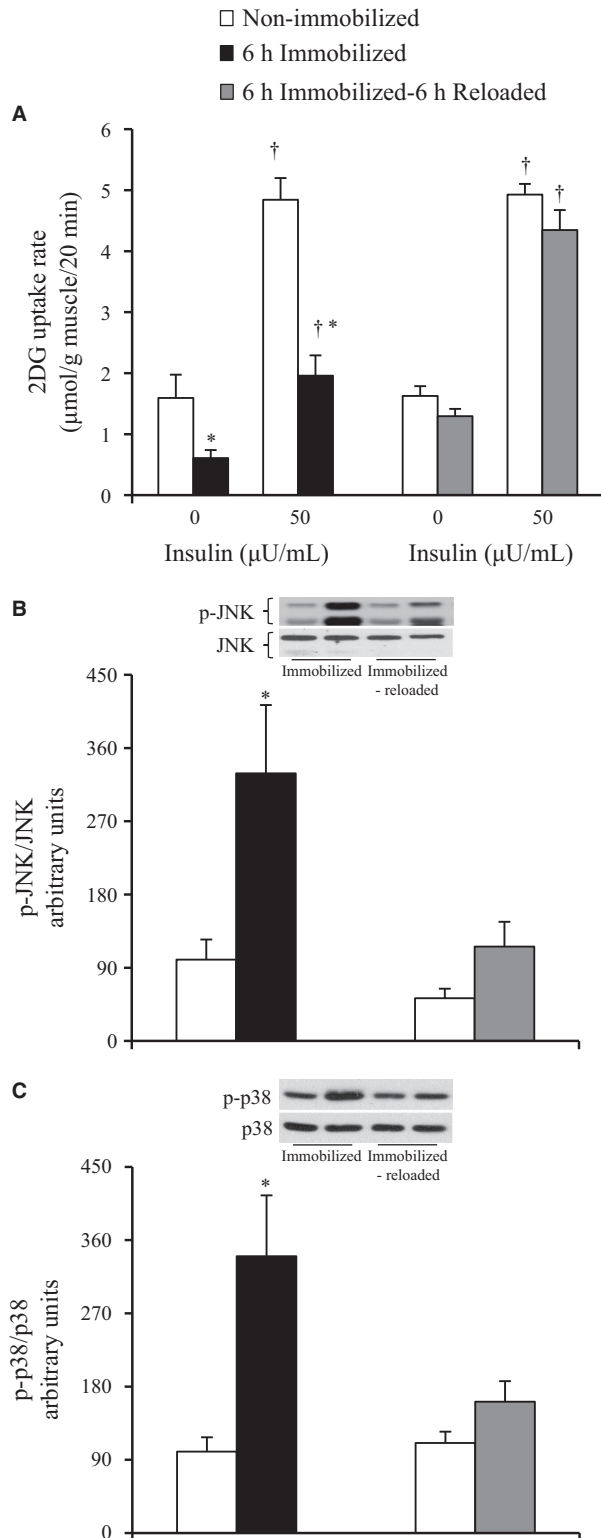 Non-immobilized
6 h Immobilized
6 h Immobilized-6 h Reloaded
A
2DG uptake rate
(μmol/g muscle/20 min)
6
5
4
3
2
1
0
†
*
† *
†
†
0 50 0 50
Insulin (μU/mL) Insulin (μU/mL)
B
p-JNK
JNK
Immobilized Immobilized
- reloaded
p-JNK/JNK
arbitrary units
450
360
270
180
90
0
*
C
p-p38
p38
Immobilized Immobilized
- reloaded
p-p38/p38
arbitrary units
450
360
270
180
90
0
*